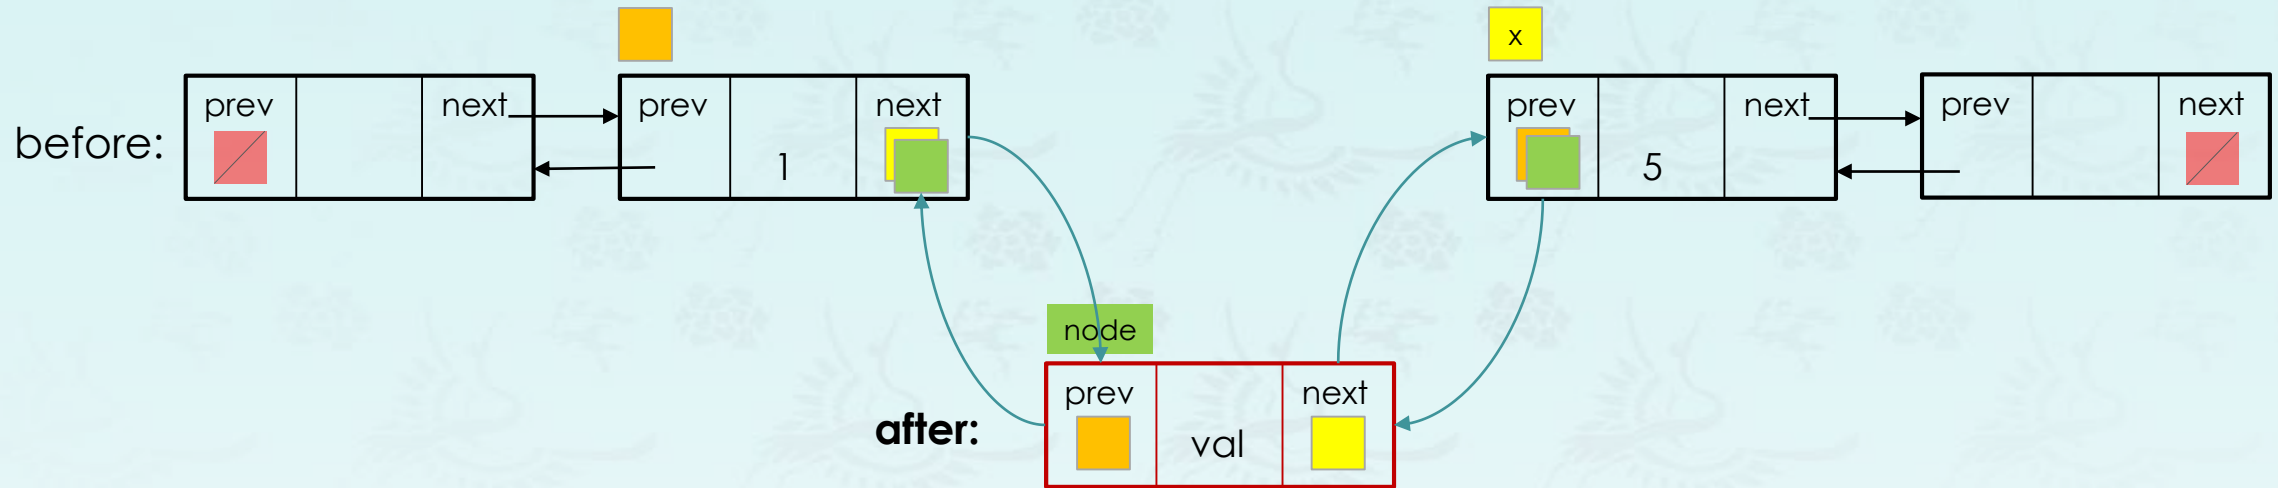 x
before:
prev next prev next prev next prev next
1 5
node
prev next
after:
val